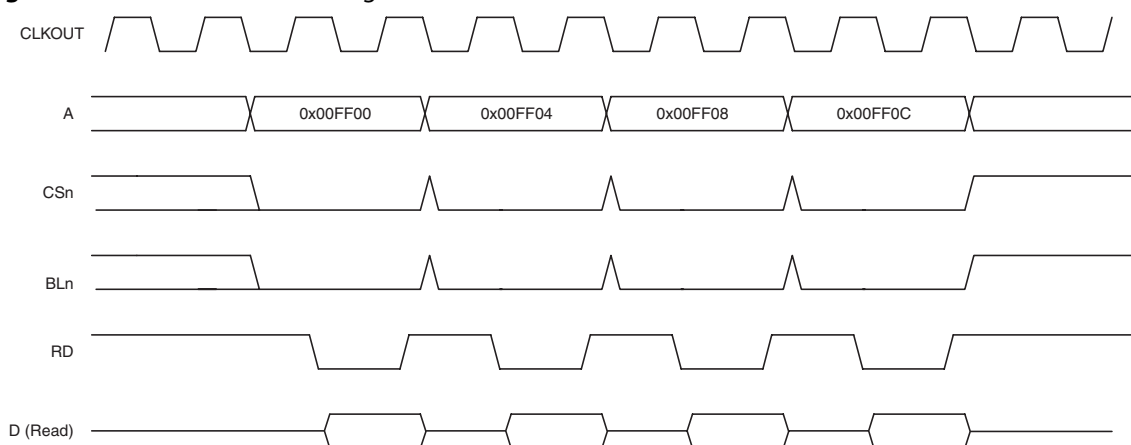 CLKOUT
A
0x00FF00 0x00FF04 0x00FF08 0x00FF0C
CSn
BLn
RD
D (Read)